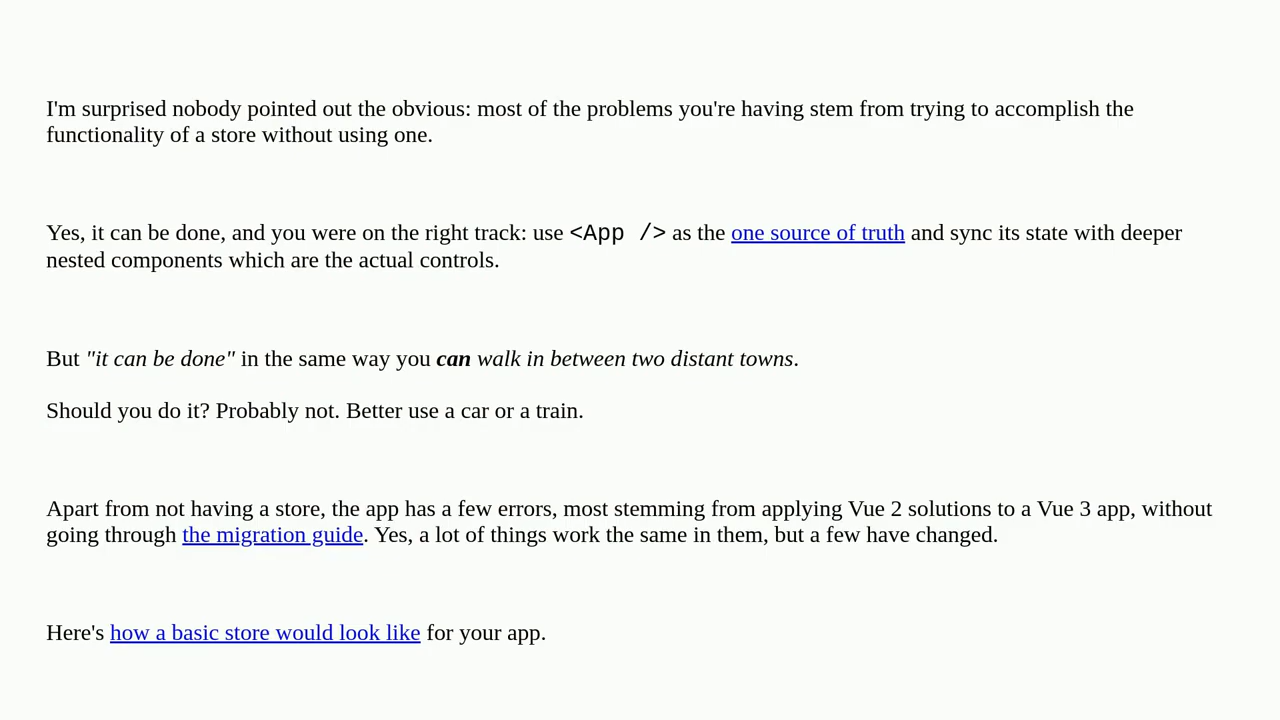 I'm surprised nobody pointed out the obvious: most of the problems you're having stem from trying to accomplish the
functionality of a store without using one.
Yes, it can be done, and you were on the right track: use <App /> as the one source of truth and sync its state with deeper
nested components which are the actual controls.
But "it can be done" in the same way you can walk in between two distant towns.
Should you do it? Probably not. Better use a car or a train.
Apart from not having a store, the app has a few errors, most stemming from applying Vue 2 solutions to a Vue 3 app, without
going through the migration guide. Yes, a lot of things work the same in them, but a few have changed.
Here's how a basic store would look like for your app.